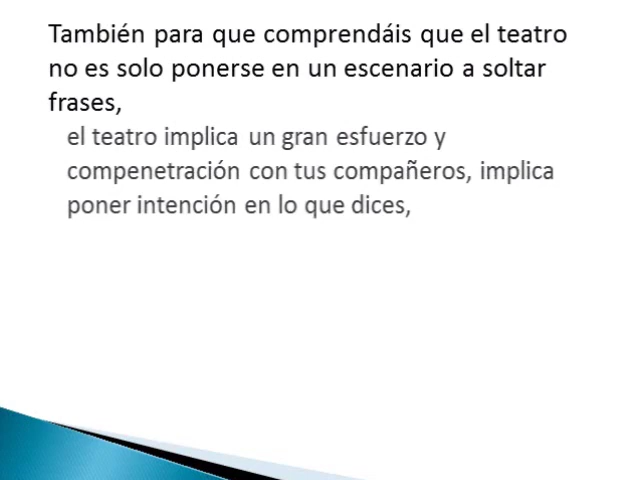 También para que comprendáis que el teatro
no es solo ponerse en un escenario a soltar
frases,
el teatro implica un gran esfuerzo y
compenetración con tus compañeros, implica
poner intención en lo que dices,